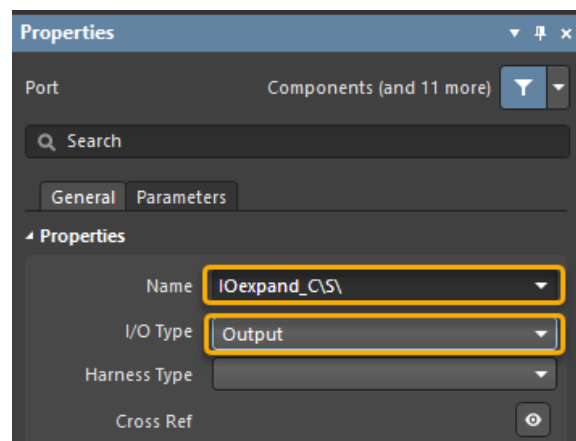 Properties
Port Components (and 11 more)
Search
General Parameters
Properties
Name IOexpand_C\S\
I/O Type Output
Harness Type
Cross Ref